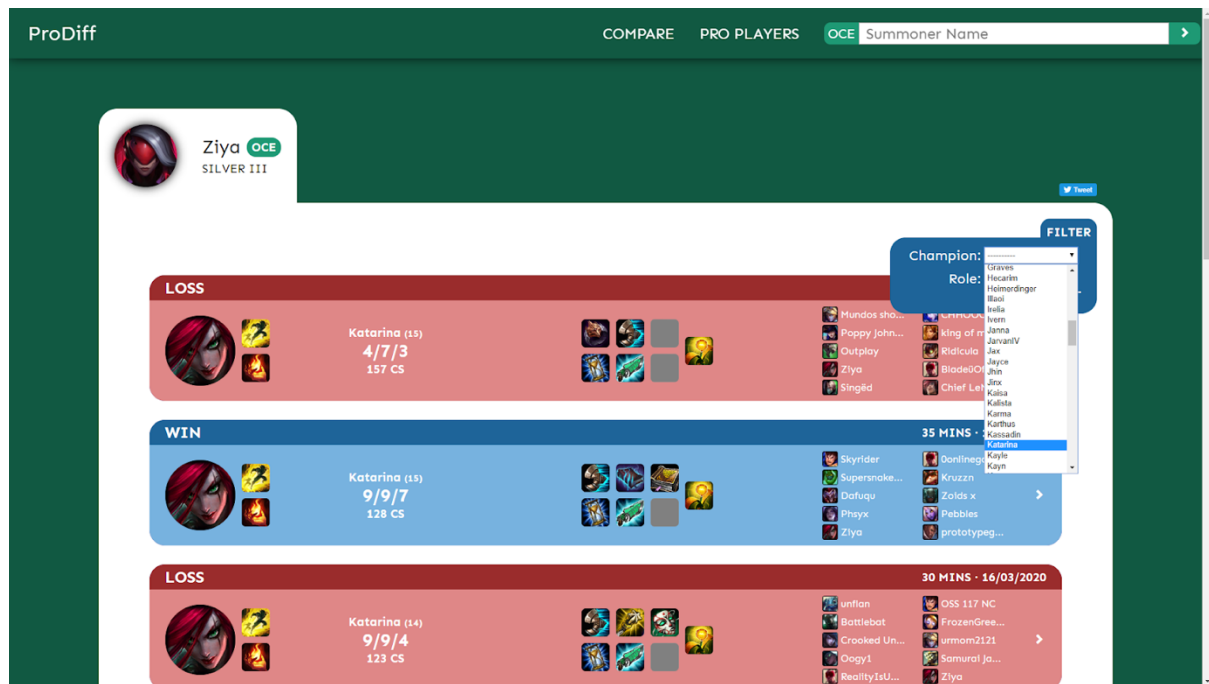 ProDiff
COMPARE
PRO PLAYERS
OCE
Summoner Name
Ziya OCE
SILVER III
Tweet
FILTER
Champion: --------
Role:
Graves
Hecarim
Heimerdinger
Illaoi
Irelia
Ivern
Janna
JarvanIV
Jax
Jayce
Jhin
Jinx
Kaisa
Kalista
Karma
Karthus
Kassadin
Katarina
Kayle
Kayn
LOSS
Katarina (15)
4/7/3
157 CS
Mundos sho...
Poppy John...
king of
Outplay
Ridicula
Ziya
Singëd
Chief
WIN
35 MINS ·
Katarina (15)
9/9/7
128 CS
Skyrider
Supersnake...
Kruzzn
Dafuqu
Zoids x
Phsyx
Pebbles
Ziya
prototypeg...
LOSS
30 MINS · 16/03/2020
Katarina (14)
9/9/4
123 CS
unflan
OSS 117 NC
Battlebat
FrozenGree...
Crooked Un...
urmom2121
Oogy1
Samurai Ja...
RealityIsU...
Ziya